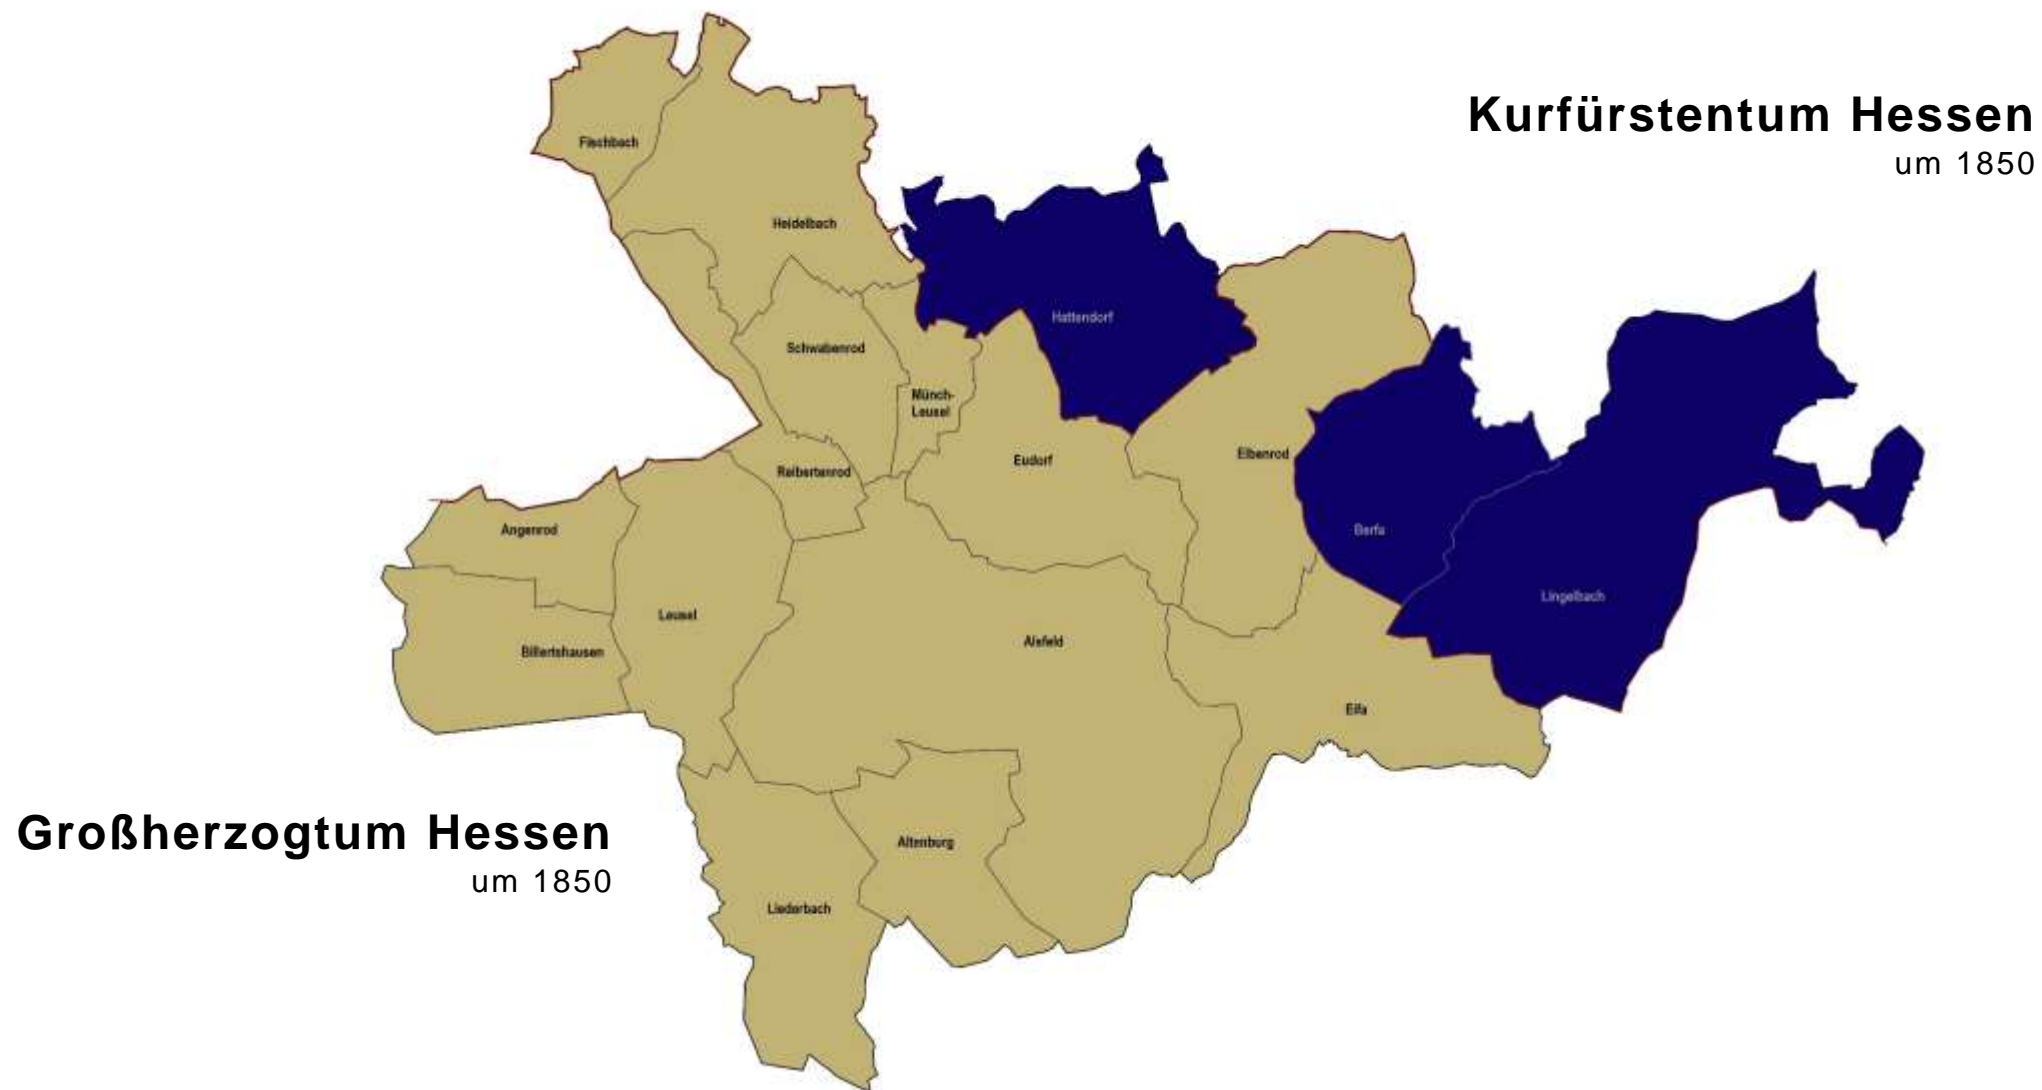 Kurfürstentum Hessen
um 1850
Fischbach
Heidelbach
Hattendorf
Schwabenrod
Münch-
Leusel
Eudorf
Elbenrod
Reibertenrod
Angenrod
Berfa
Lingelbach
Leusel
Alsfeld
Billertshausen
Eifa
Großherzogtum Hessen
um 1850
Altenburg
Liederbach